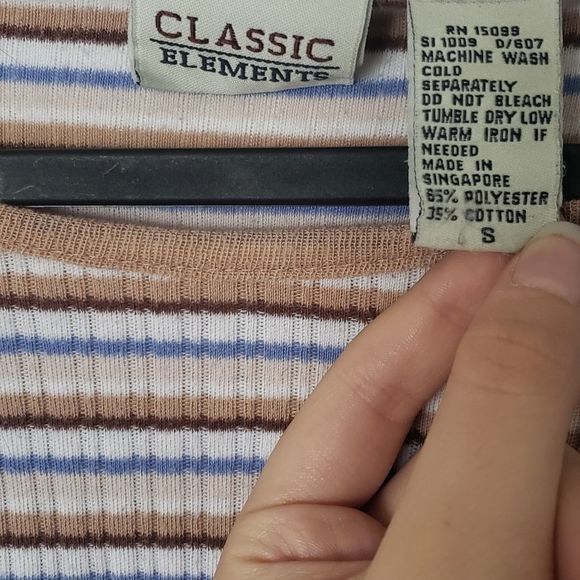 CLASSIC
ELEMENTS
RN 15099
SI 1009 D/607
MACHINE WASH
COLD
SEPARATELY
DO NOT BLEACH
TUMBLE DRY LOW
WARM IRON IF
NEEDED
MADE IN
SINGAPORE
65% POLYESTER
35% COTTON
S